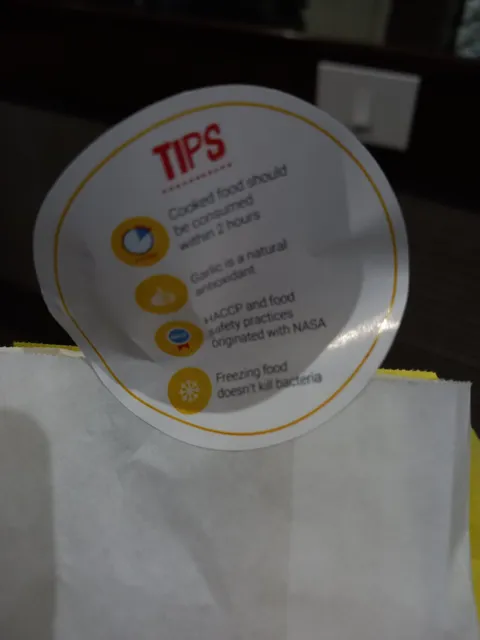 TIPS
Cooked food should
be consumed
within 2 hours
Garlic is a natural
antioxidant
HACCP and food
safety practices
originated with NASA
Freezing food
doesn't kill bacteria